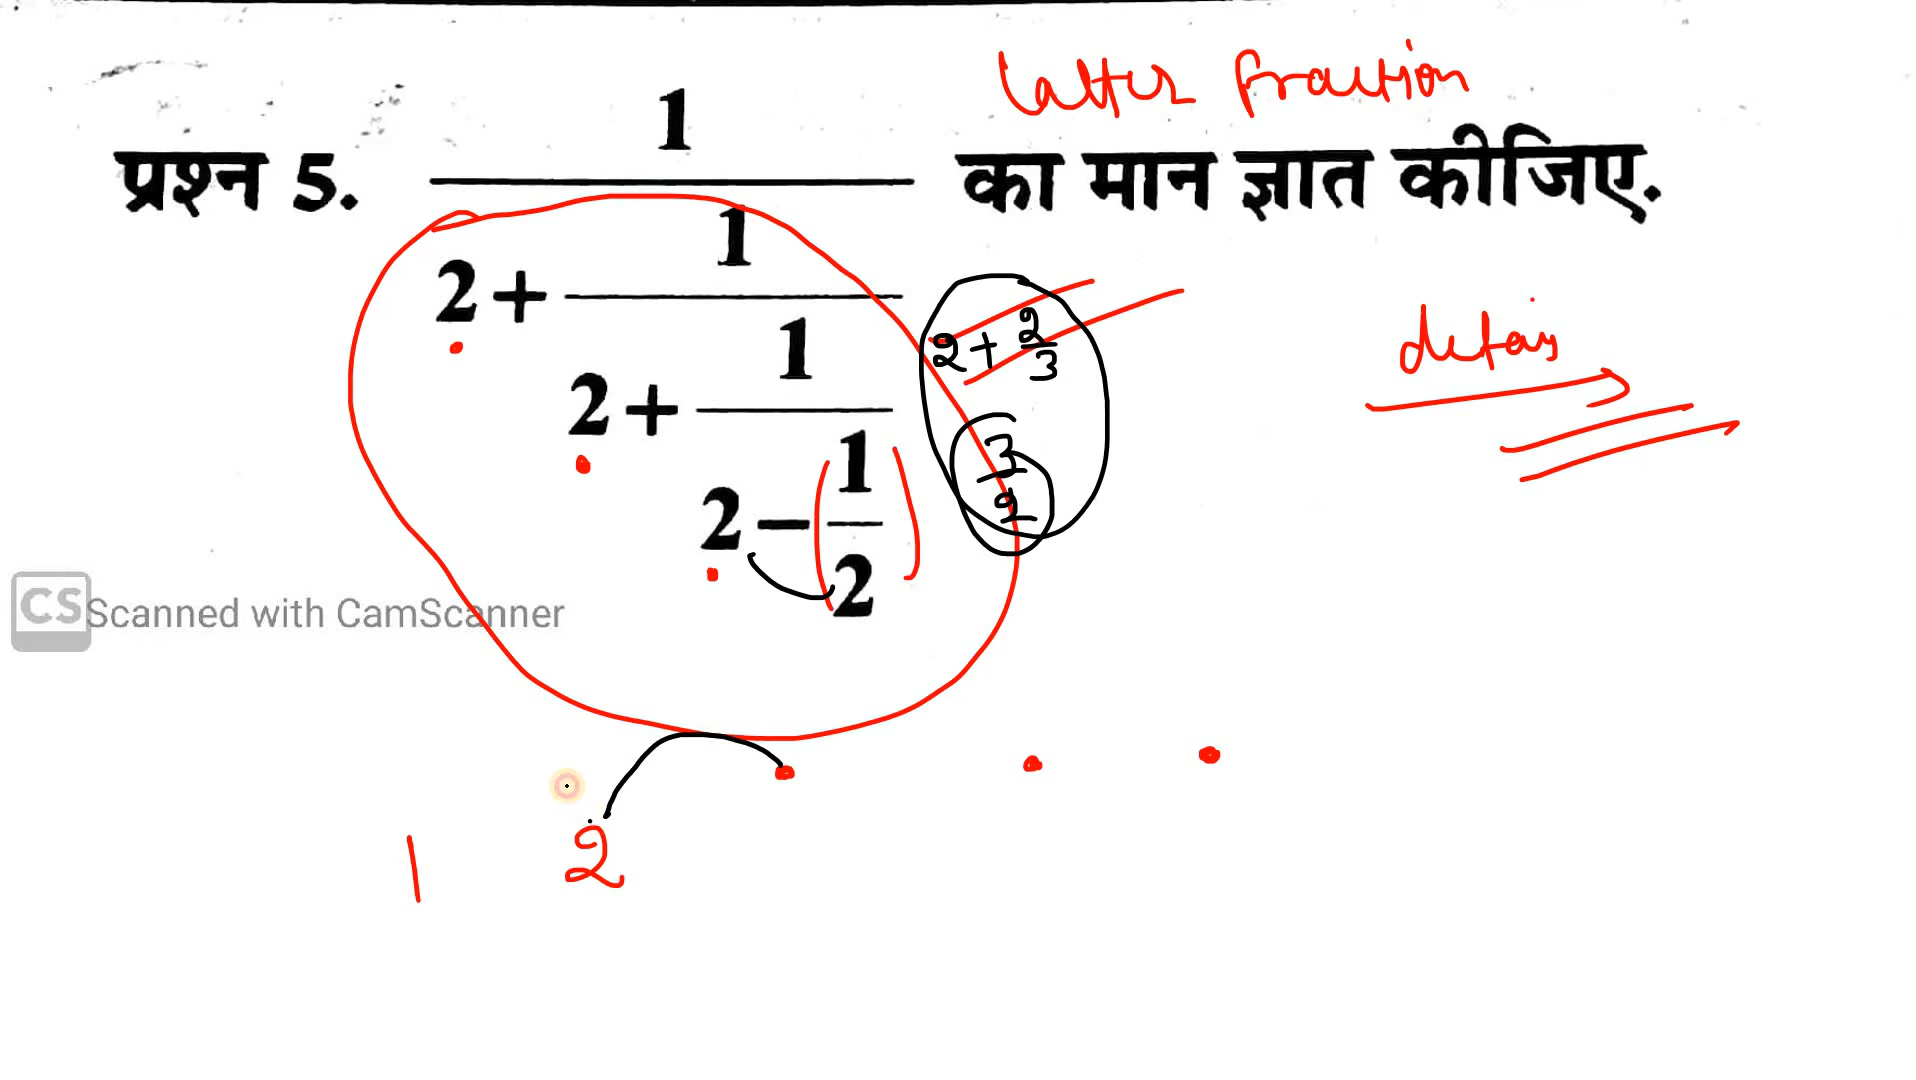 latter fraction
प्रश्न 5. 1 का मान ज्ञात कीजिए.
1
2+
1
2+
1
2-(
2
2 + 2/3
3/2
CS Scanned with CamScanner
1 2